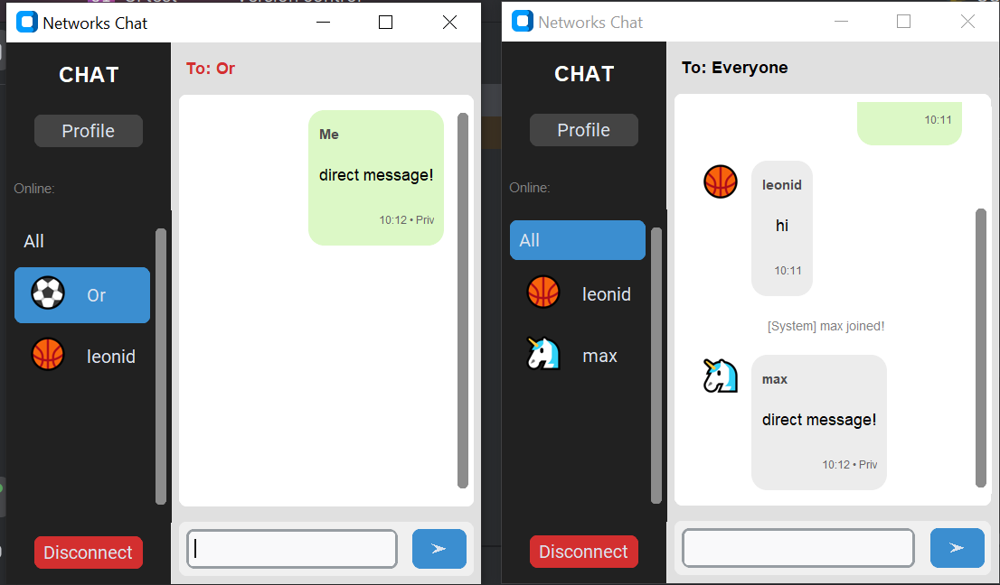 Networks Chat
CHAT
Profile
Online:
All
Or
leonid
Disconnect
To: Or
Me
direct message!
10:12 • Priv
Networks Chat
CHAT
Profile
Online:
All
leonid
max
Disconnect
To: Everyone
10:11
leonid
hi
10:11
[System] max joined!
max
direct message!
10:12 • Priv